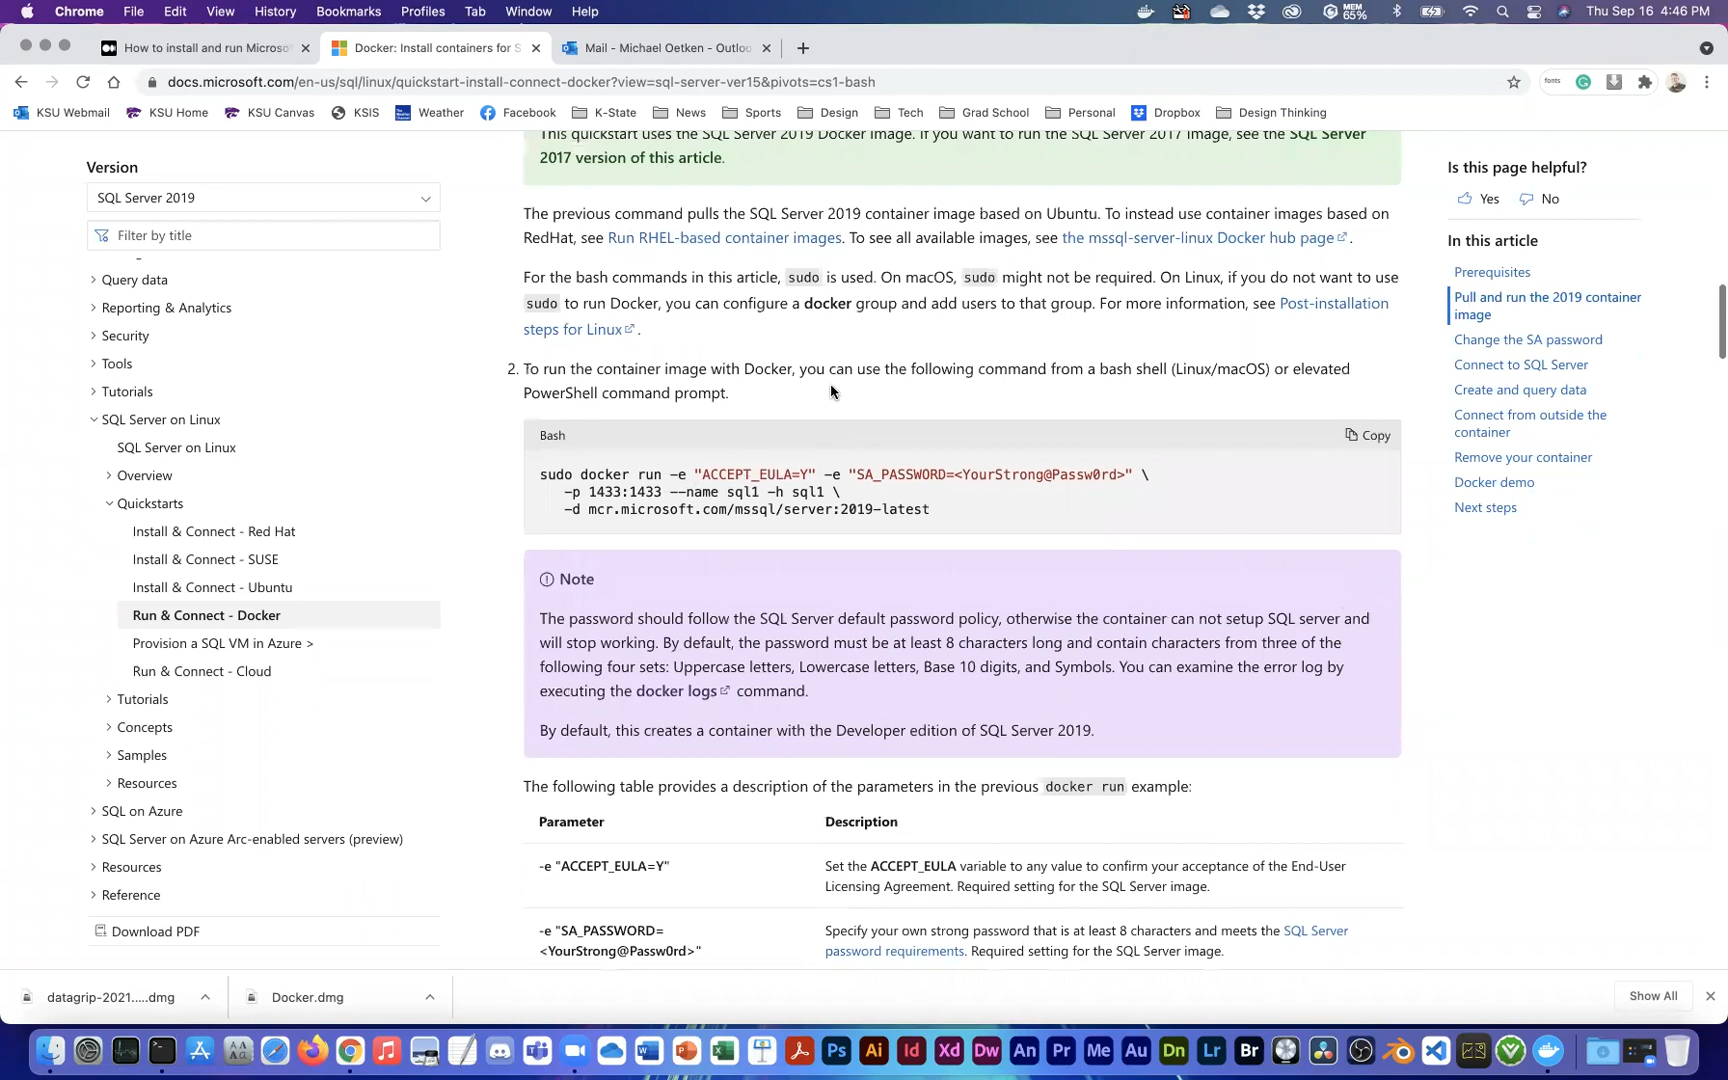 Chrome File Edit View History Bookmarks Profiles Tab Window Help
MEM 65% Thu Sep 16 4:46 PM
How to install and run Microso
Docker: Install containers for S
Mail - Michael Oetken - Outloo
docs.microsoft.com/en-us/sql/linux/quickstart-install-connect-docker?view=sql-server-ver15&pivots=cs1-bash
fonts
KSU Webmail KSU Home KSU Canvas KSIS Weather Facebook K-State News Sports Design Tech Grad School Personal Dropbox Design Thinking
Version
SQL Server 2019
Filter by title
Query data
Reporting & Analytics
Security
Tools
Tutorials
SQL Server on Linux
SQL Server on Linux
Overview
Quickstarts
Install & Connect - Red Hat
Install & Connect - SUSE
Install & Connect - Ubuntu
Run & Connect - Docker
Provision a SQL VM in Azure >
Run & Connect - Cloud
Tutorials
Concepts
Samples
Resources
SQL on Azure
SQL Server on Azure Arc-enabled servers (preview)
Resources
Reference
Download PDF
This quickstart uses the SQL Server 2019 Docker image. If you want to run the SQL Server 2017 image, see the SQL Server
2017 version of this article.
The previous command pulls the SQL Server 2019 container image based on Ubuntu. To instead use container images based on
RedHat, see Run RHEL-based container images. To see all available images, see the mssql-server-linux Docker hub page.
For the bash commands in this article, sudo is used. On macOS, sudo might not be required. On Linux, if you do not want to use
sudo to run Docker, you can configure a docker group and add users to that group. For more information, see Post-installation
steps for Linux.
2. To run the container image with Docker, you can use the following command from a bash shell (Linux/macOS) or elevated
PowerShell command prompt.
Bash Copy
sudo docker run -e "ACCEPT_EULA=Y" -e "SA_PASSWORD=<YourStrong@Passw0rd>" \
-p 1433:1433 --name sql1 -h sql1 \
-d mcr.microsoft.com/mssql/server:2019-latest
Note
The password should follow the SQL Server default password policy, otherwise the container can not setup SQL server and
will stop working. By default, the password must be at least 8 characters long and contain characters from three of the
following four sets: Uppercase letters, Lowercase letters, Base 10 digits, and Symbols. You can examine the error log by
executing the docker logs command.
By default, this creates a container with the Developer edition of SQL Server 2019.
The following table provides a description of the parameters in the previous docker run example:
Parameter Description
-e "ACCEPT_EULA=Y" Set the ACCEPT_EULA variable to any value to confirm your acceptance of the End-User
Licensing Agreement. Required setting for the SQL Server image.
-e "SA_PASSWORD= Specify your own strong password that is at least 8 characters and meets the SQL Server
<YourStrong@Passw0rd>" password requirements. Required setting for the SQL Server image.
Is this page helpful?
Yes No
In this article
Prerequisites
Pull and run the 2019 container
image
Change the SA password
Connect to SQL Server
Create and query data
Connect from outside the
container
Remove your container
Docker demo
Next steps
datagrip-2021.....dmg
Docker.dmg
Show All
Ps Ai Id Xd Dw An Pr Me Au Dn Lr Br